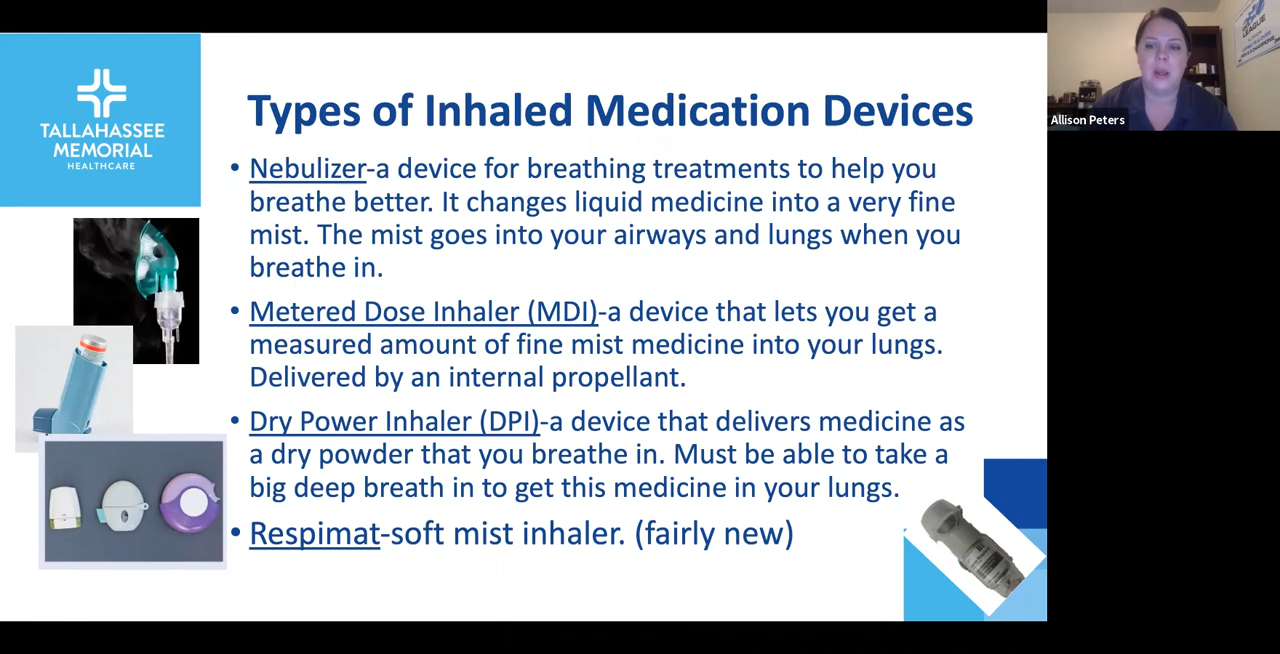 TALLAHASSEE
MEMORIAL
HEALTHCARE
Types of Inhaled Medication Devices
• Nebulizer-a device for breathing treatments to help you
breathe better. It changes liquid medicine into a very fine
mist. The mist goes into your airways and lungs when you
breathe in.
• Metered Dose Inhaler (MDI)-a device that lets you get a
measured amount of fine mist medicine into your lungs.
Delivered by an internal propellant.
• Dry Power Inhaler (DPI)-a device that delivers medicine as
a dry powder that you breathe in. Must be able to take a
big deep breath in to get this medicine in your lungs.
• Respimat-soft mist inhaler. (fairly new)
Allison Peters
LEAGUE